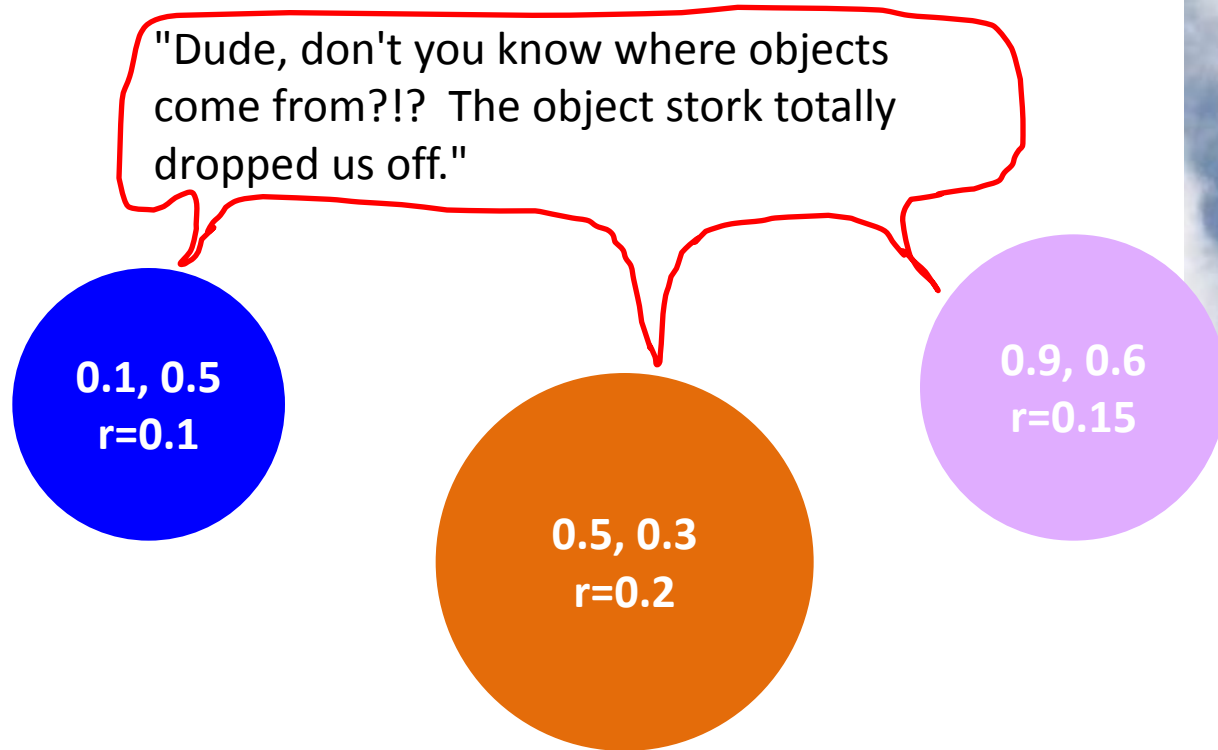 "Dude, don't you know where objects
come from?!?  The object stork totally
dropped us off."
0.1, 0.5
r=0.1
0.5, 0.3
r=0.2
0.9, 0.6
r=0.15